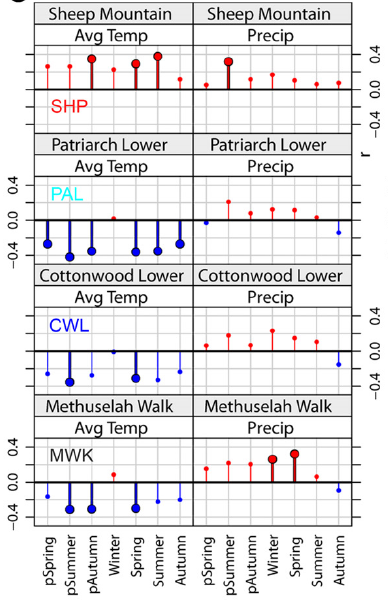 Sheep Mountain Sheep Mountain
Avg Temp Precip
SHP
0.4
0.0
−0.4
r
Patriarch Lower Patriarch Lower
Avg Temp Precip
PAL
0.4
0.0
−0.4
Cottonwood Lower Cottonwood Lower
Avg Temp Precip
CWL
0.4
0.0
−0.4
Methuselah Walk Methuselah Walk
Avg Temp Precip
MWK
0.4
0.0
−0.4
pSpring pSummer pAutumn Winter Spring Summer Autumn pSpring pSummer pAutumn Winter Spring Summer Autumn